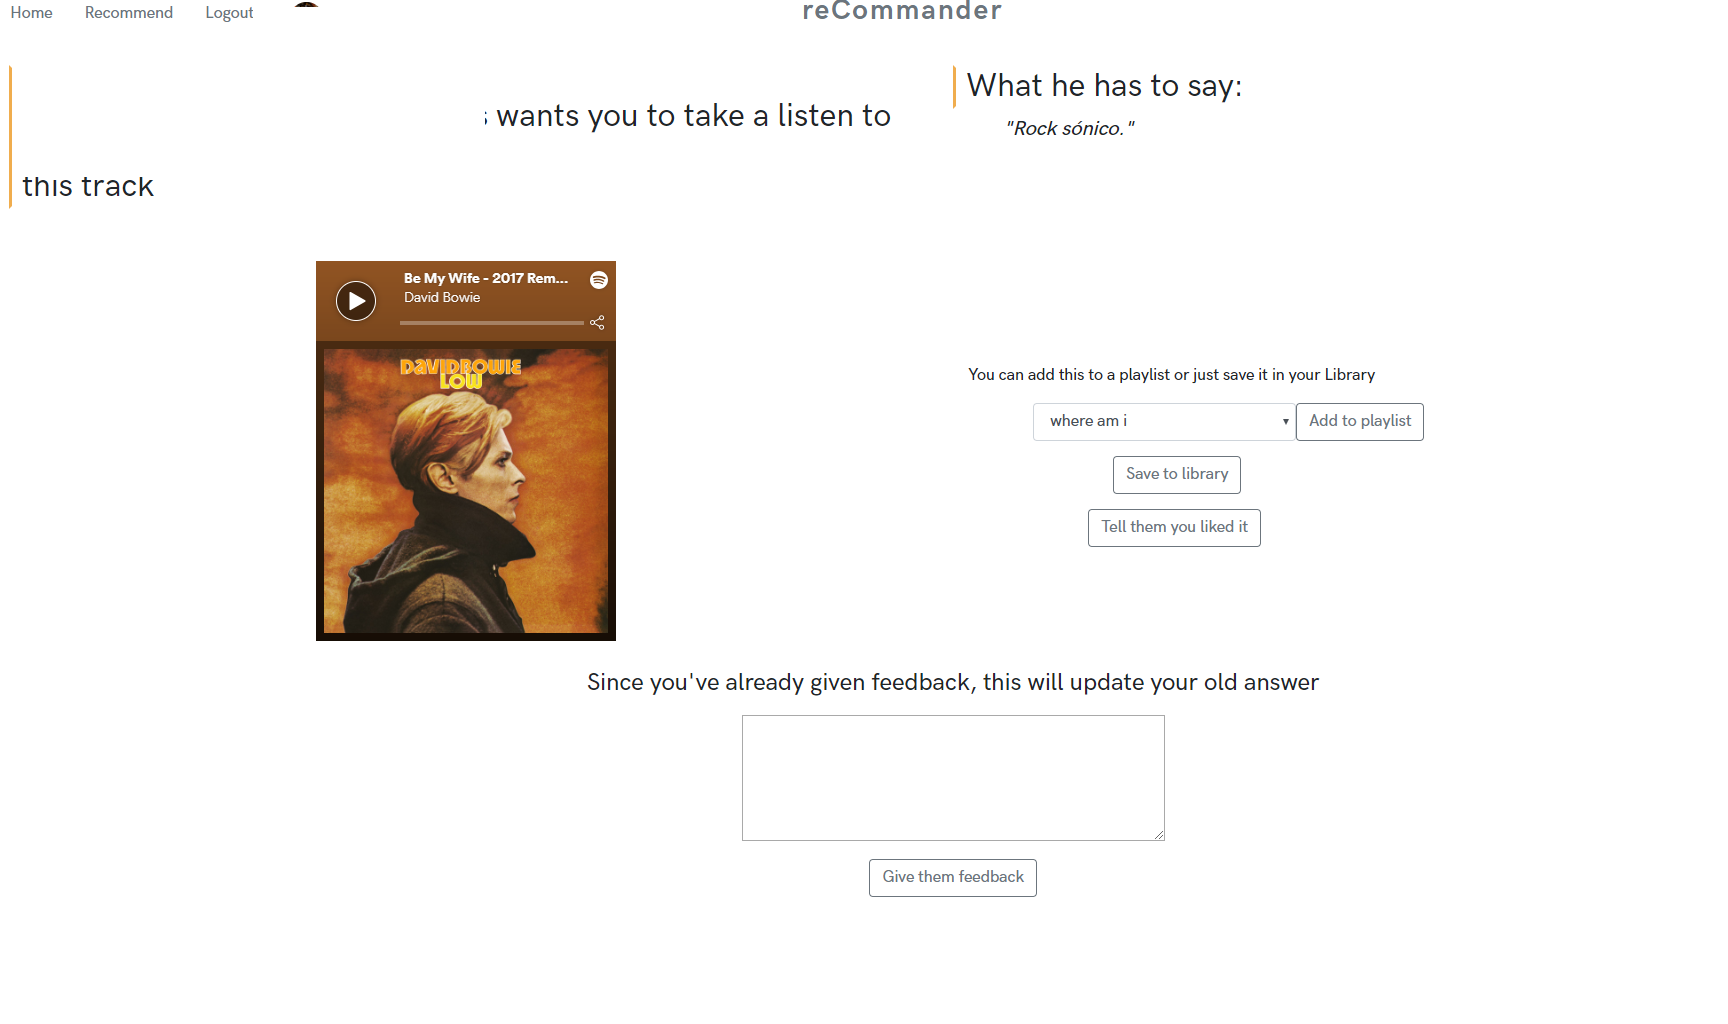 Home Recommend Logout
reCommander
wants you to take a listen to
this track
What he has to say:
"Rock sónico."
Be My Wife - 2017 Rem...
David Bowie
DAVID BOWIE
LOW
You can add this to a playlist or just save it in your Library
where am i
Add to playlist
Save to library
Tell them you liked it
Since you've already given feedback, this will update your old answer
Give them feedback